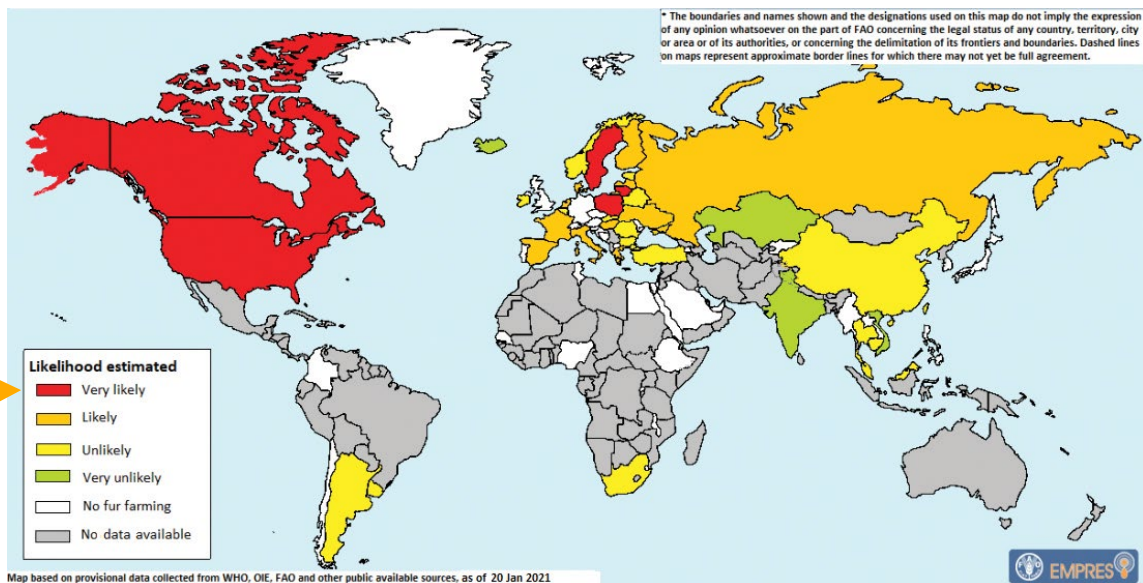 * The boundaries and names shown and the designations used on this map do not imply the expression
of any opinion whatsoever on the part of FAO concerning the legal status of any country, territory, city
or area or of its authorities, or concerning the delimitation of its frontiers and boundaries. Dashed lines
on maps represent approximate border lines for which there may not yet be full agreement.
Likelihood estimated
Very likely
Likely
Unlikely
Very unlikely
No fur farming
No data available
Map based on provisional data collected from WHO, OIE, FAO and other public available sources, as of 20 Jan 2021
EMPRES